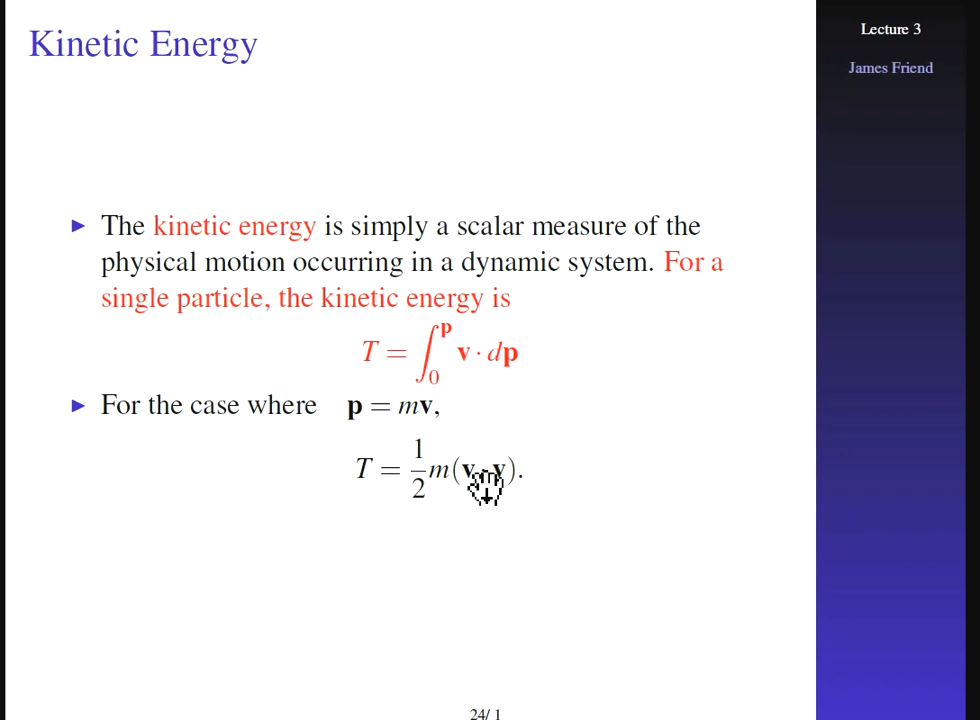 Kinetic Energy
Lecture 3
James Friend
▶ The kinetic energy is simply a scalar measure of the
physical motion occurring in a dynamic system. For a
single particle, the kinetic energy is
T = ∫₀ᵖ v · dp
▶ For the case where p = mv,
T = 1/2 m(v · v).
24/ 1